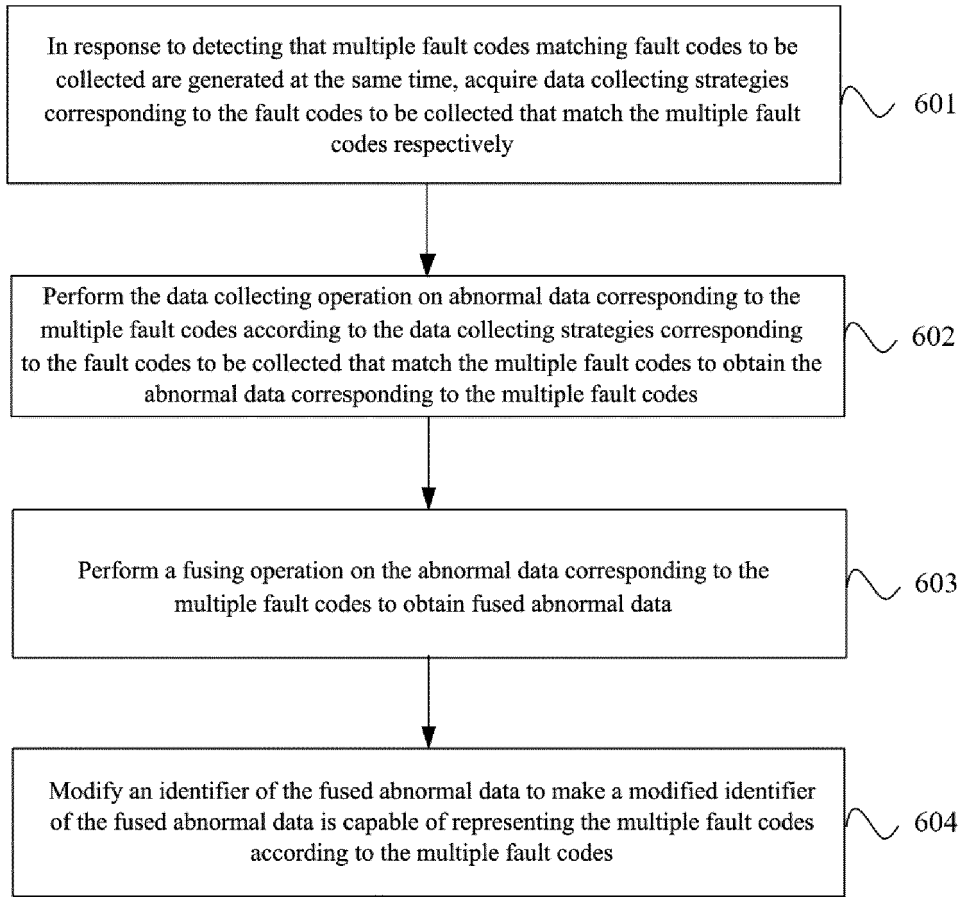 In response to detecting that multiple fault codes matching fault codes to be
collected are generated at the same time, acquire data collecting strategies
corresponding to the fault codes to be collected that match the multiple fault
codes respectively
601
Perform the data collecting operation on abnormal data corresponding to the
multiple fault codes according to the data collecting strategies corresponding
to the fault codes to be collected that match the multiple fault codes to obtain the
abnormal data corresponding to the multiple fault codes
602
Perform a fusing operation on the abnormal data corresponding to the
multiple fault codes to obtain fused abnormal data
603
Modify an identifier of the fused abnormal data to make a modified identifier
of the fused abnormal data is capable of representing the multiple fault codes
according to the multiple fault codes
604